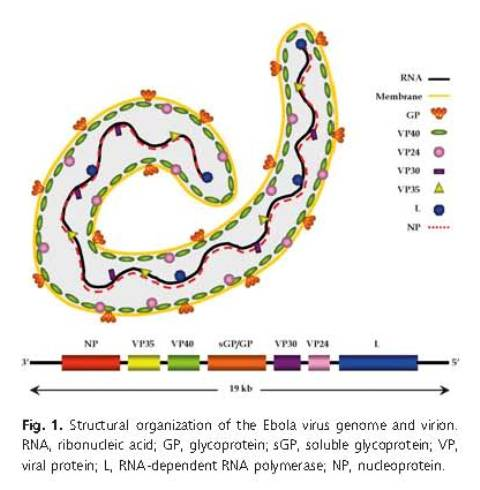 RNA
Membrane
GP
VP40
VP24
VP30
VP35
L
NP
NP VP35 VP40 sGP/GP VP30 VP24 L
3' 5'
19 kb
Fig. 1. Structural organization of the Ebola virus genome and virion.
RNA, ribonucleic acid; GP, glycoprotein; sGP, soluble glycoprotein; VP,
viral protein; L, RNA-dependent RNA polymerase; NP, nucleoprotein.